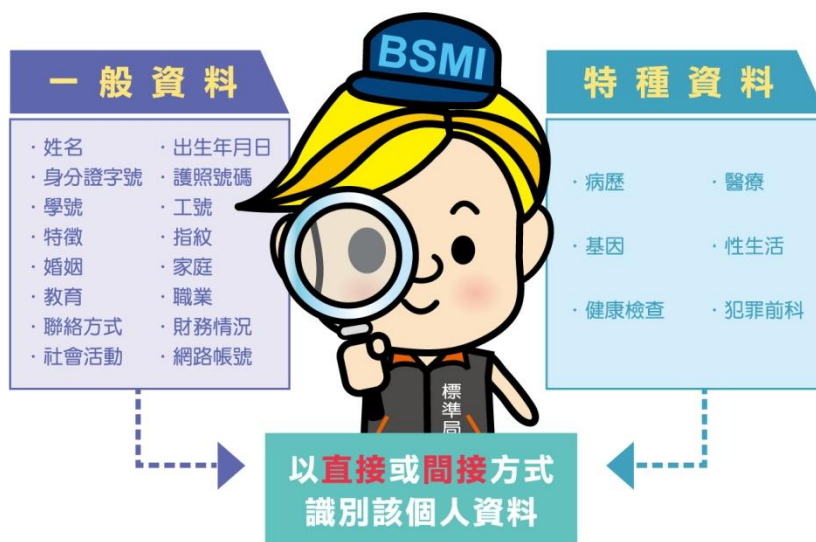 BSMI
一般資料
・姓名 ・出生年月日
・身分證字號 ・護照號碼
・學號 ・工號
・特徵 ・指紋
・婚姻 ・家庭
・教育 ・職業
・聯絡方式 ・財務情況
・社會活動 ・網路帳號
特種資料
・病歷 ・醫療
・基因 ・性生活
・健康檢查 ・犯罪前科
標準局
以直接或間接方式
識別該個人資料